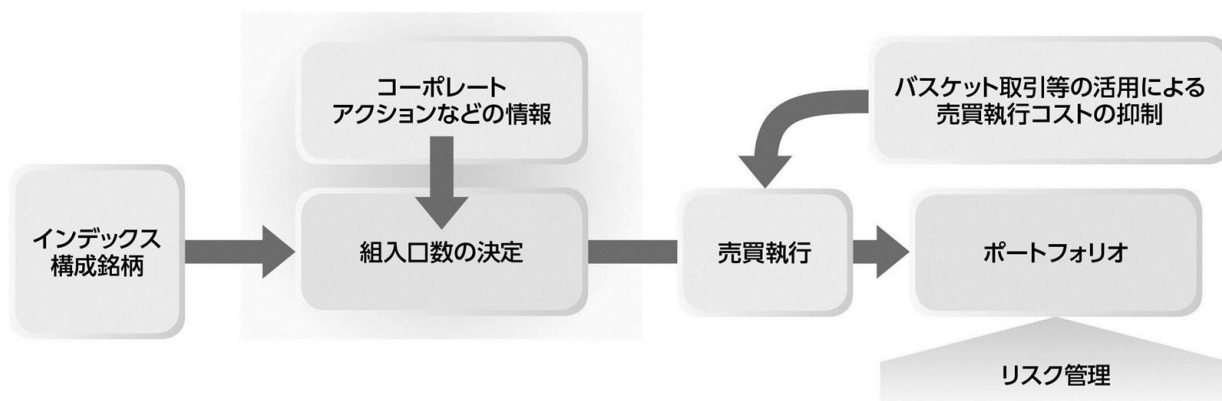 コーポレート
アクションなどの情報
バスケット取引等の活用による
売買執行コストの抑制
インデックス
構成銘柄
組入口数の決定
売買執行
ポートフォリオ
リスク管理